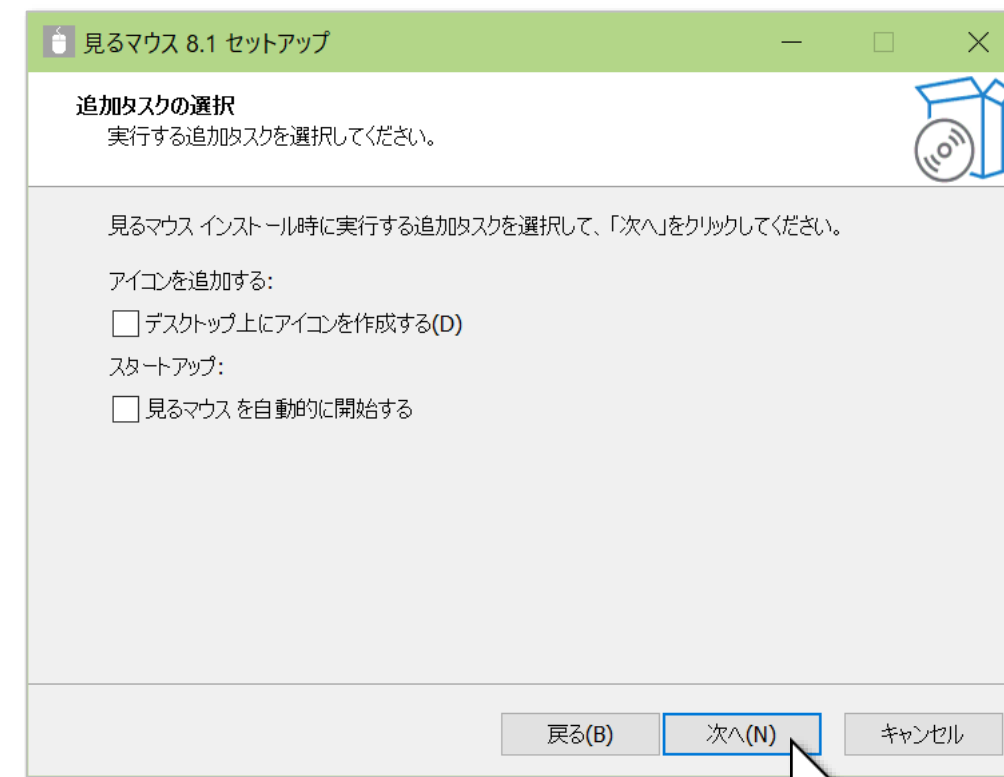 見るマウス 8.1 セットアップ
追加タスクの選択
実行する追加タスクを選択してください。
見るマウス インストール時に実行する追加タスクを選択して、「次へ」をクリックしてください。
アイコンを追加する:
デスクトップ上にアイコンを作成する(D)
スタートアップ:
見るマウス を自動的に開始する
戻る(B) 次へ(N) キャンセル